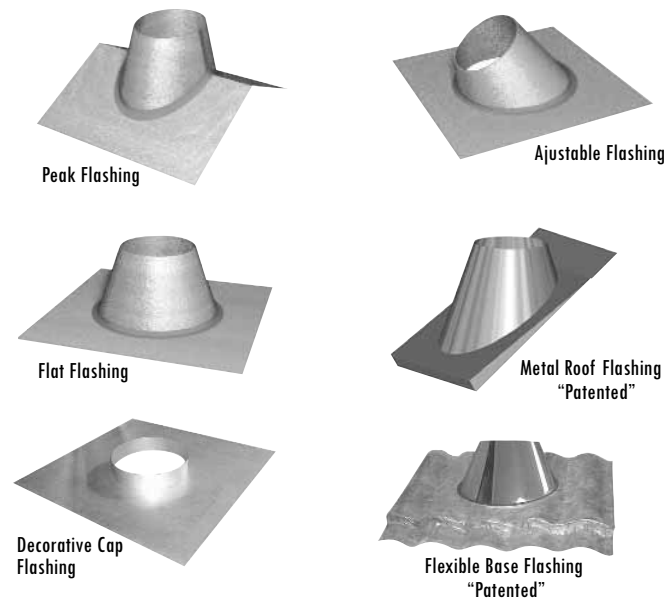 Peak Flashing
Ajustable Flashing
Flat Flashing
Metal Roof Flashing
“Patented”
Decorative Cap
Flashing
Flexible Base Flashing
“Patented”